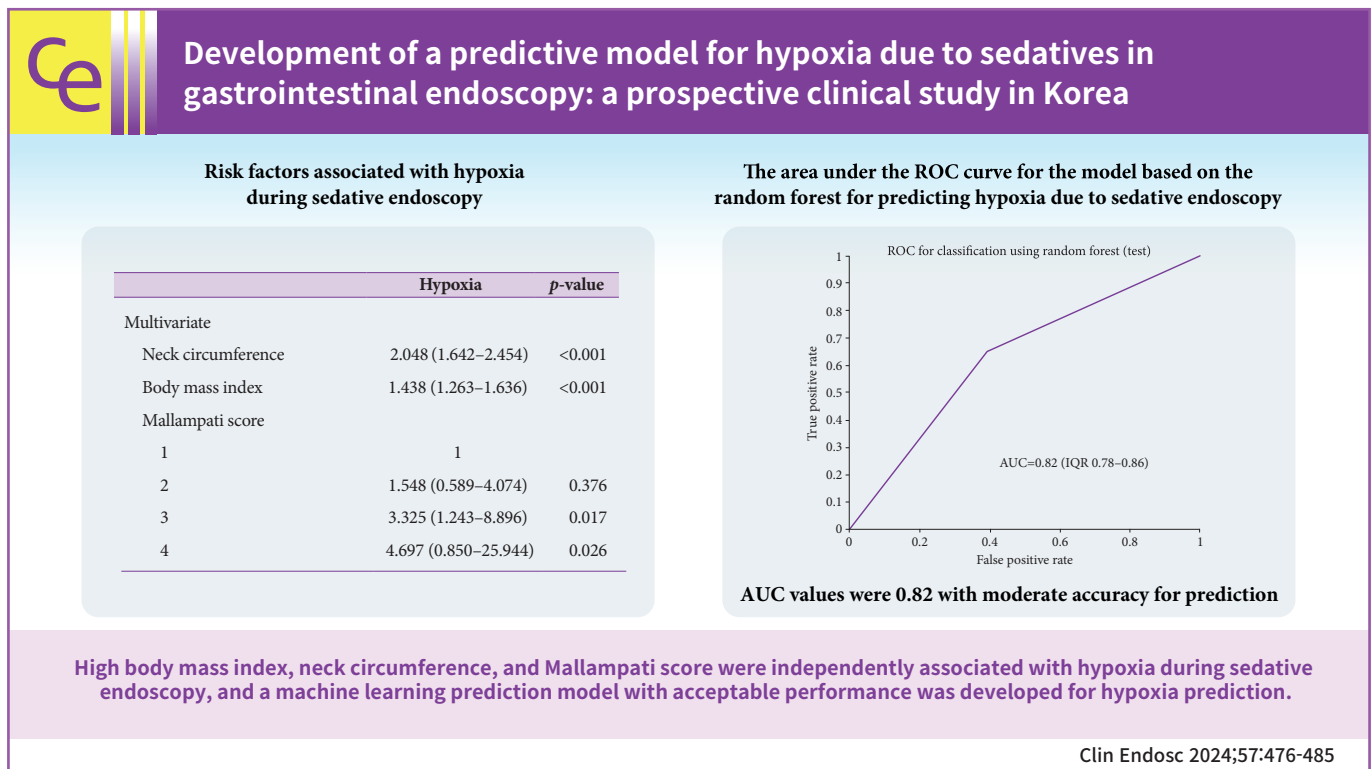 Ce
Development of a predictive model for hypoxia due to sedatives in
gastrointestinal endoscopy: a prospective clinical study in Korea
Risk factors associated with hypoxia
during sedative endoscopy
Hypoxia p-value
Multivariate
Neck circumference 2.048 (1.642–2.454) <0.001
Body mass index 1.438 (1.263–1.636) <0.001
Mallampati score
1 1
2 1.548 (0.589–4.074) 0.376
3 3.325 (1.243–8.896) 0.017
4 4.697 (0.850–25.944) 0.026
The area under the ROC curve for the model based on the
random forest for predicting hypoxia due to sedative endoscopy
ROC for classification using random forest (test)
True positive rate
1
0.9
0.8
0.7
0.6
0.5
0.4
0.3
0.2
0.1
0
AUC=0.82 (IQR 0.78–0.86)
0 0.2 0.4 0.6 0.8 1
False positive rate
AUC values were 0.82 with moderate accuracy for prediction
High body mass index, neck circumference, and Mallampati score were independently associated with hypoxia during sedative
endoscopy, and a machine learning prediction model with acceptable performance was developed for hypoxia prediction.
Clin Endosc 2024;57:476-485